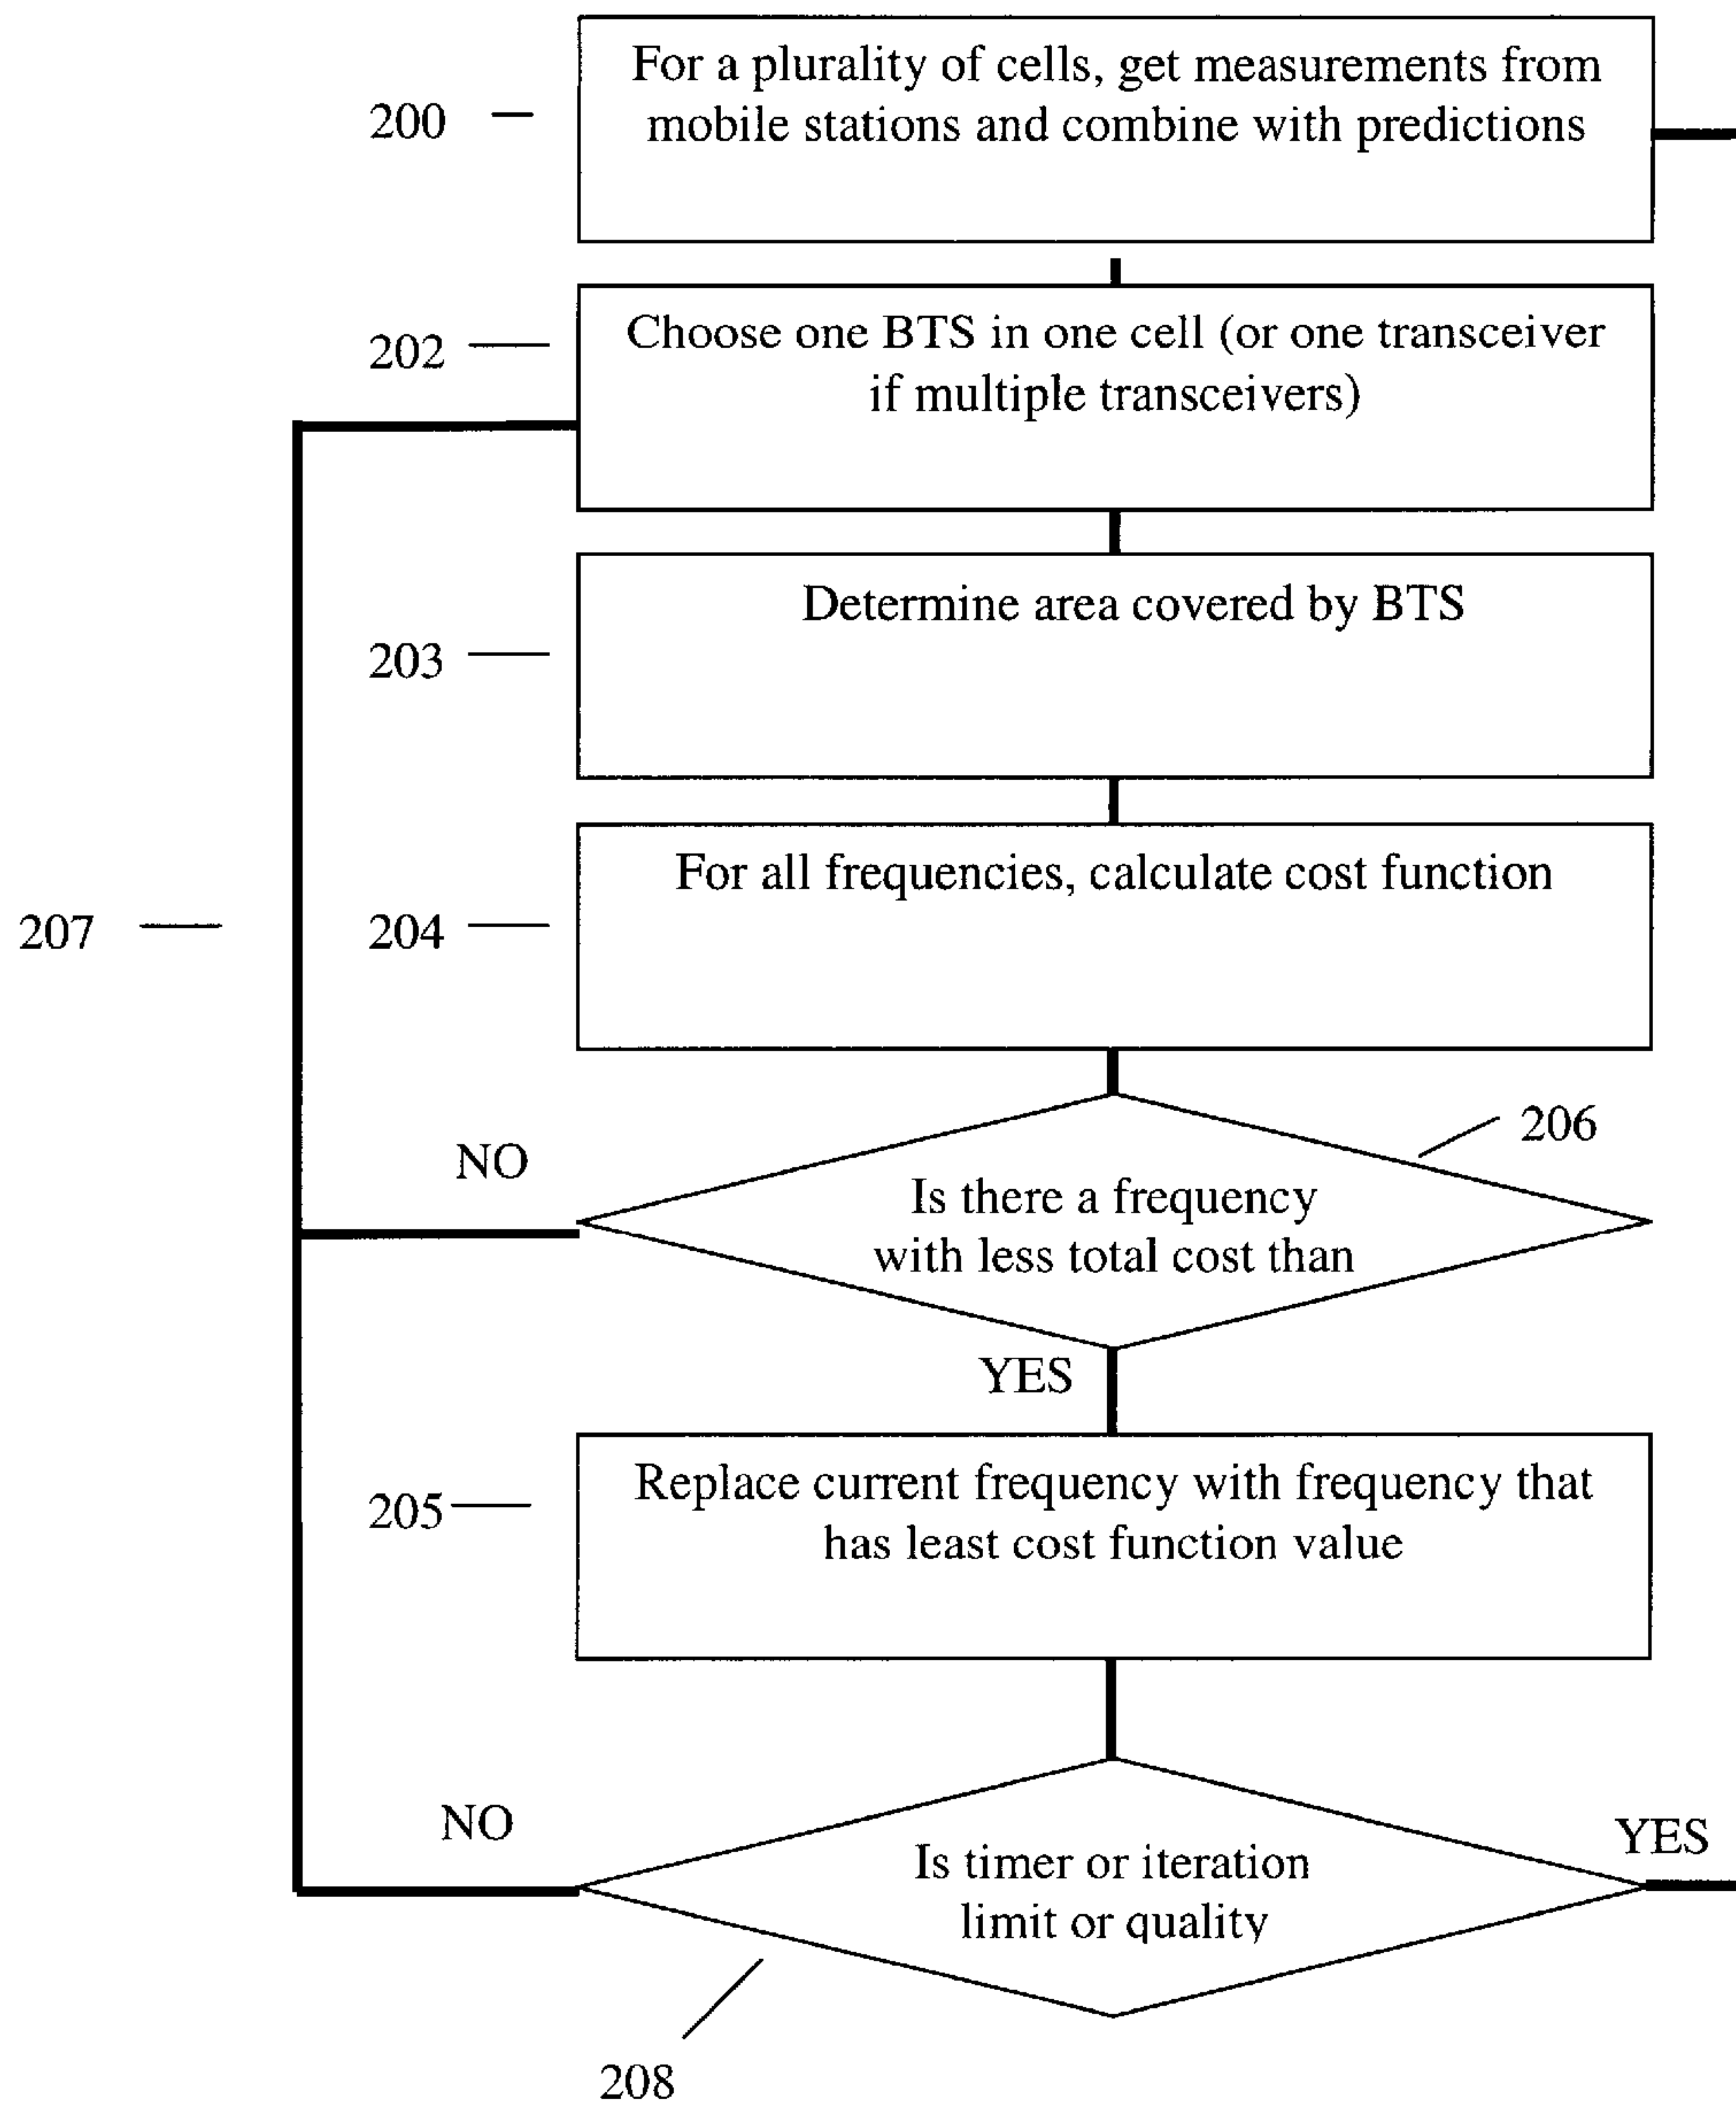 For a plurality of cells, get measurements from
mobile stations and combine with predictions
200
Choose one BTS in one cell (or one transceiver
if multiple transceivers)
202
Determine area covered by BTS
203
For all frequencies, calculate cost function
207
204
206
NO
Is there a frequency
with less total cost than
YES
Replace current frequency with frequency that
has least cost function value
205
NO
YES
Is timer or iteration
limit or quality
208